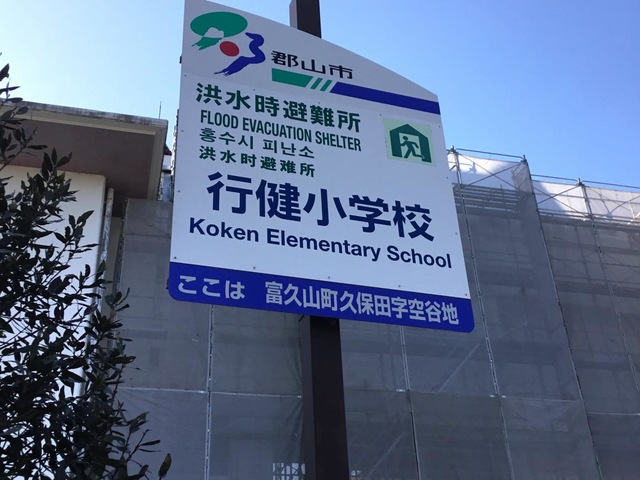 郡山市
洪水時避難所
FLOOD EVACUATION SHELTER
홍수시 피난소
洪水时避难所
行健小学校
Koken Elementary School
ここは 富久山町久保田字空谷地